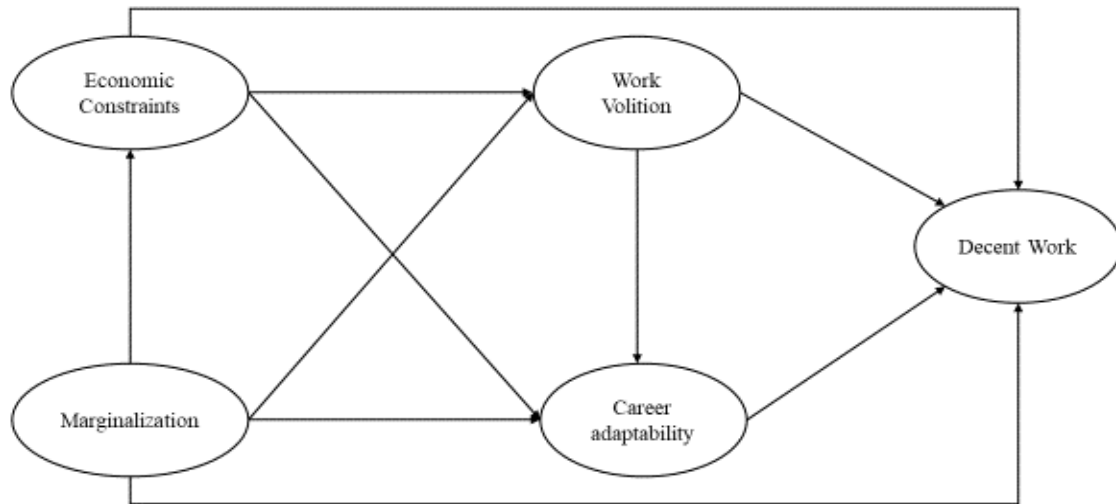 Economic
Constraints
Work
Volition
Decent Work
Marginalization
Career
adaptability